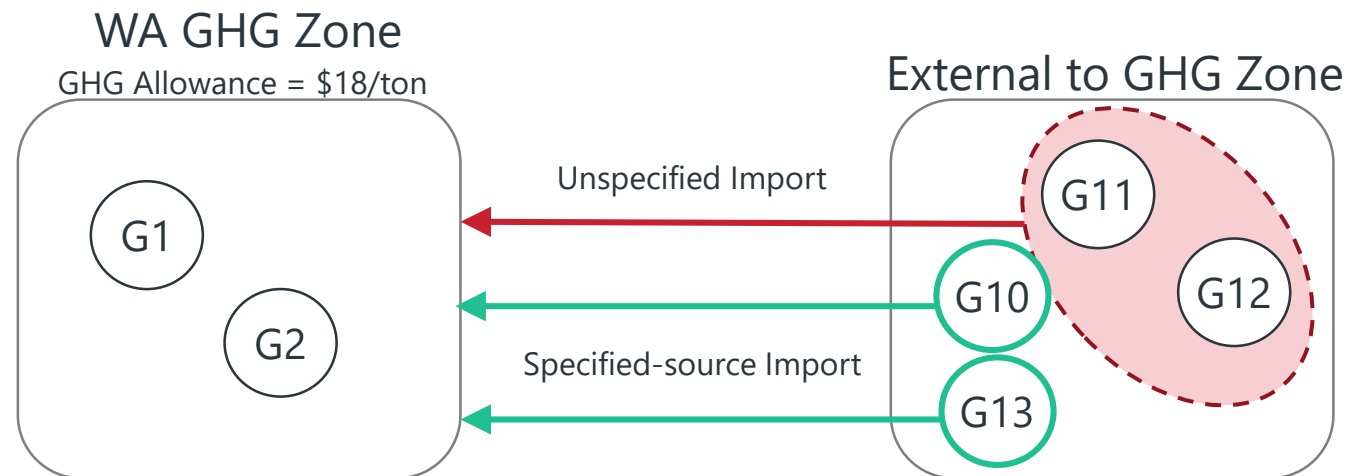 WA GHG Zone
GHG Allowance = $18/ton
External to GHG Zone
Unspecified Import
G11
G1
G10
G12
G2
Specified-source Import
G13